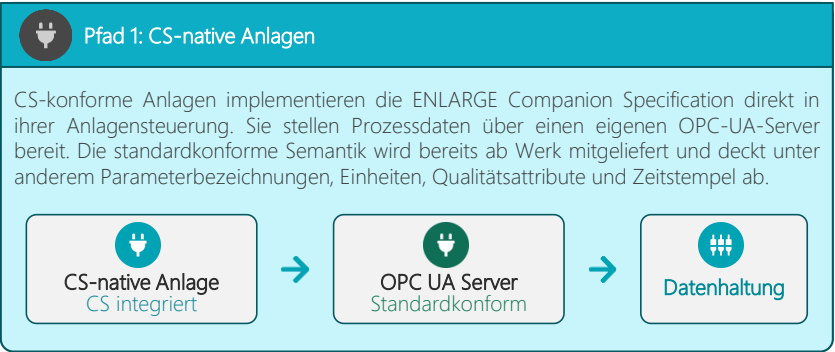 Pfad 1: CS-native Anlagen
CS-konforme Anlagen implementieren die ENLARGE Companion Specification direkt in
ihrer Anlagensteuerung. Sie stellen Prozessdaten über einen eigenen OPC-UA-Server
bereit. Die standardkonforme Semantik wird bereits ab Werk mitgeliefert und deckt unter
anderem Parameterbezeichnungen, Einheiten, Qualitätsattribute und Zeitstempel ab.
CS-native Anlage
CS integriert
OPC UA Server
Standardkonform
Datenhaltung